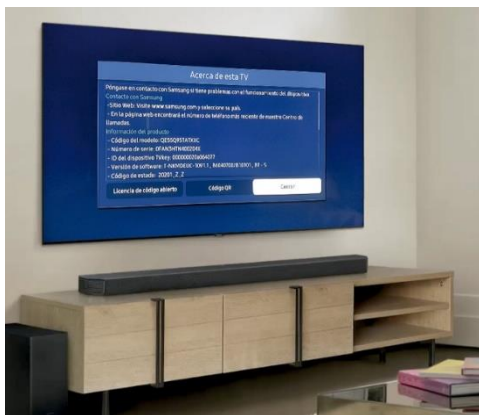 Acerca de esta TV
Póngase en contacto con Samsung si tiene problemas con el funcionamiento del dispositivo.
Contacto con Samsung
- Sitio Web: Visite www.samsung.com y seleccione su país.
- En la página web encontrará el número de teléfono más reciente de nuestro Centro de
llamadas.
Información del producto
- Código del modelo:
- Número de serie:
- ID del dispositivo TVkey:
- Versión de software:
- Código de estado: 20201_Z_Z
Licencia de código abierto
Código QR
Cerrar